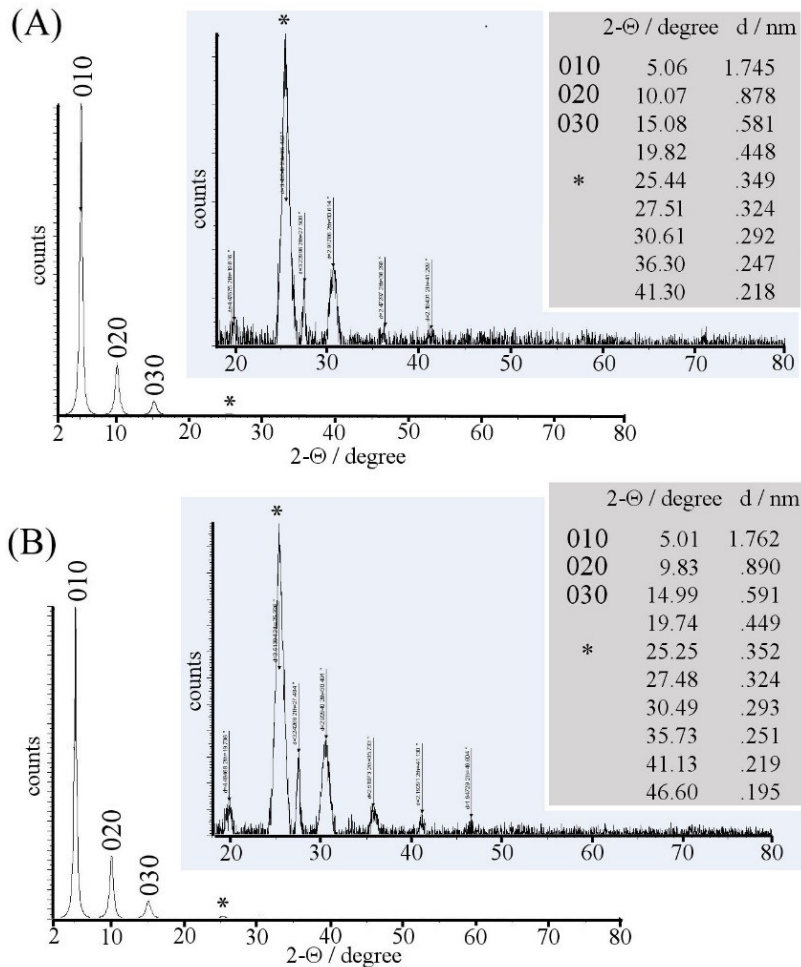 (A)
010
020
030
*
counts
2 10 20 30 40 50 60 70 80
2-Θ / degree
*
counts
20 30 40 50 60 70 80
2-Θ / degree d / nm
010 5.06 1.745
020 10.07 .878
030 15.08 .581
19.82 .448
* 25.44 .349
27.51 .324
30.61 .292
36.30 .247
41.30 .218
(B)
010
020
030
*
counts
2 10 20 30 40 50 60 70 80
2-Θ / degree
*
counts
20 30 40 50 60 70 80
2-Θ / degree d / nm
010 5.01 1.762
020 9.83 .890
030 14.99 .591
19.74 .449
* 25.25 .352
27.48 .324
30.49 .293
35.73 .251
41.13 .219
46.60 .195